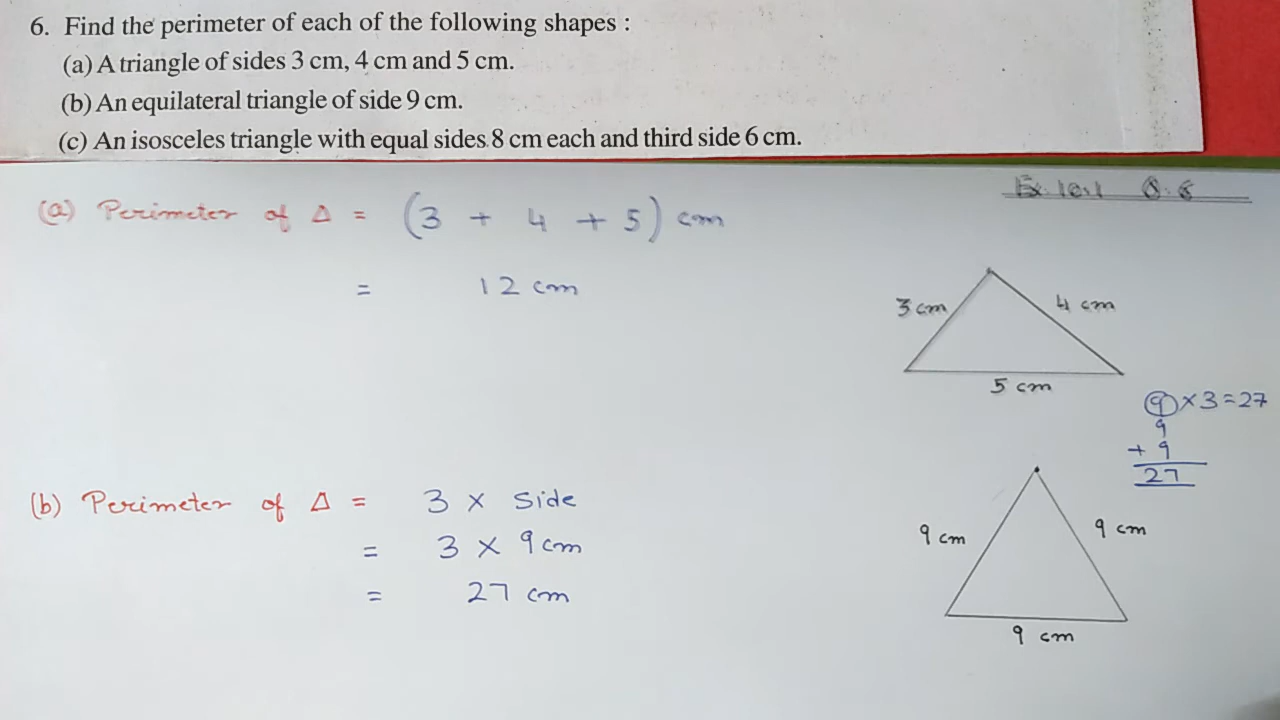 6. Find the perimeter of each of the following shapes :
(a) A triangle of sides 3 cm, 4 cm and 5 cm.
(b) An equilateral triangle of side 9 cm.
(c) An isosceles triangle with equal sides 8 cm each and third side 6 cm.
Ex. 10.1 Q.6
(a) Perimeter of Δ = (3 + 4 + 5) cm
= 12 cm
3 cm
4 cm
5 cm
9 × 3 = 27
9
+ 9
27
(b) Perimeter of Δ = 3 × Side
= 3 × 9 cm
= 27 cm
9 cm
9 cm
9 cm